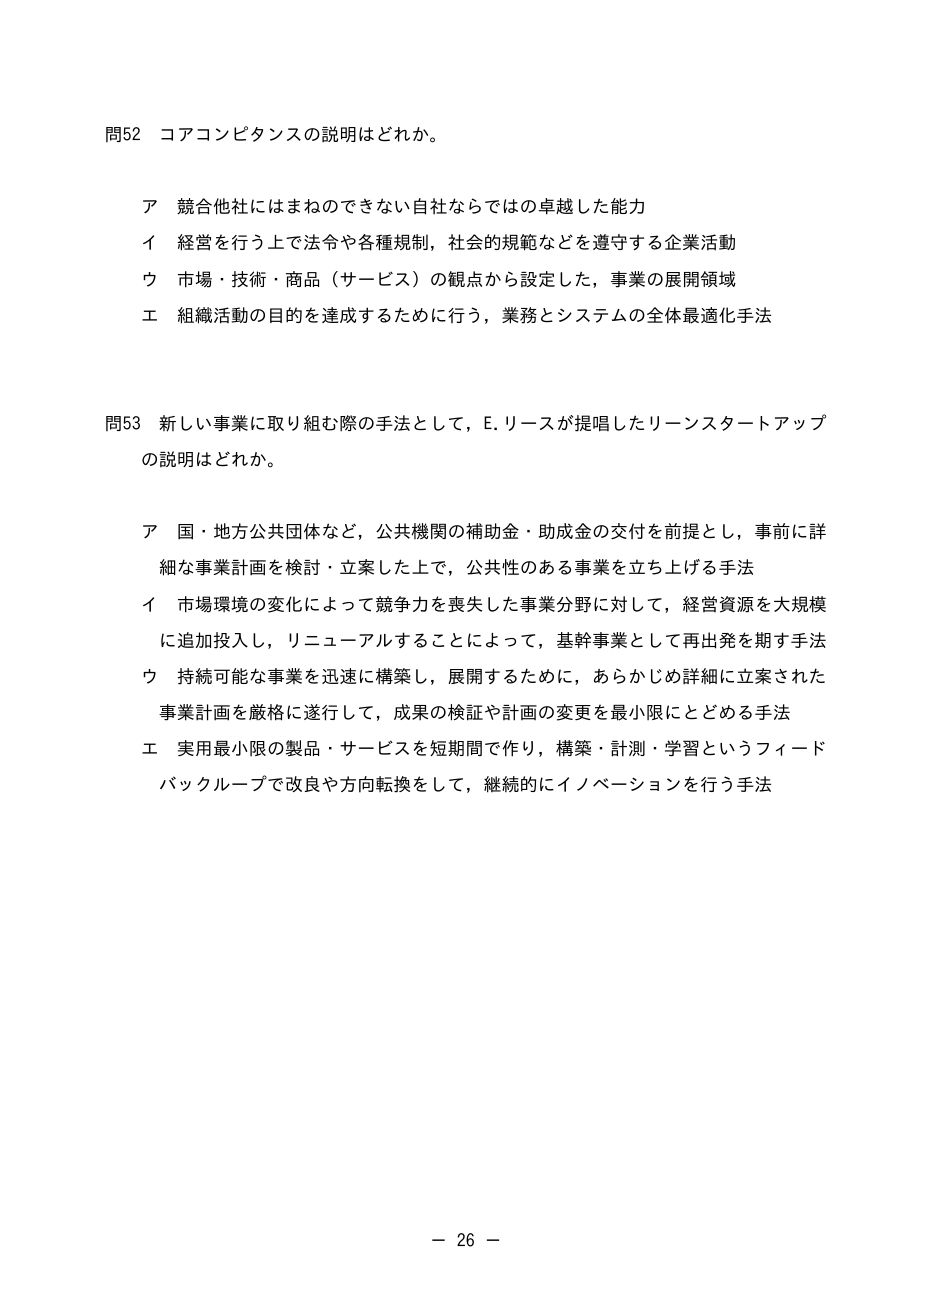 問52　コアコンピタンスの説明はどれか。
ア　競合他社にはまねのできない自社ならではの卓越した能力
イ　経営を行う上で法令や各種規制，社会的規範などを遵守する企業活動
ウ　市場・技術・商品（サービス）の観点から設定した，事業の展開領域
エ　組織活動の目的を達成するために行う，業務とシステムの全体最適化手法
問53　新しい事業に取り組む際の手法として，E.リースが提唱したリーンスタートアップ
の説明はどれか。
ア　国・地方公共団体など，公共機関の補助金・助成金の交付を前提とし，事前に詳
細な事業計画を検討・立案した上で，公共性のある事業を立ち上げる手法
イ　市場環境の変化によって競争力を喪失した事業分野に対して，経営資源を大規模
に追加投入し，リニューアルすることによって，基幹事業として再出発を期す手法
ウ　持続可能な事業を迅速に構築し，展開するために，あらかじめ詳細に立案された
事業計画を厳格に遂行して，成果の検証や計画の変更を最小限にとどめる手法
エ　実用最小限の製品・サービスを短期間で作り，構築・計測・学習というフィード
バックループで改良や方向転換をして，継続的にイノベーションを行う手法
－ 26 －